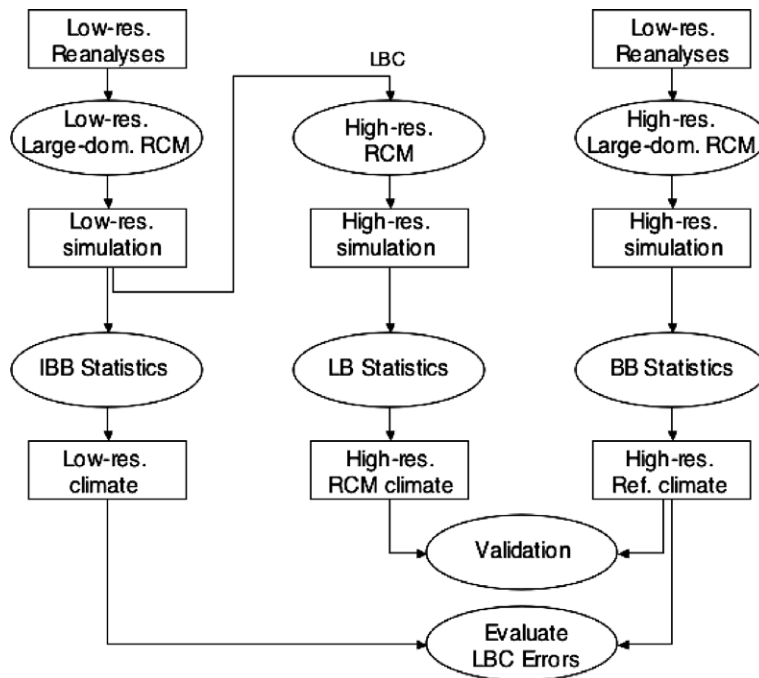 Low-res.
Reanalyses
Low-res.
Reanalyses
LBC
Low-res.
Large-dom. RCM
High-res.
RCM
High-res.
Large-dom. RCM
Low-res.
simulation
High-res.
simulation
High-res.
simulation
IBB Statistics
LB Statistics
BB Statistics
Low-res.
climate
High-res.
RCM climate
High-res.
Ref. climate
Validation
Evaluate
LBC Errors